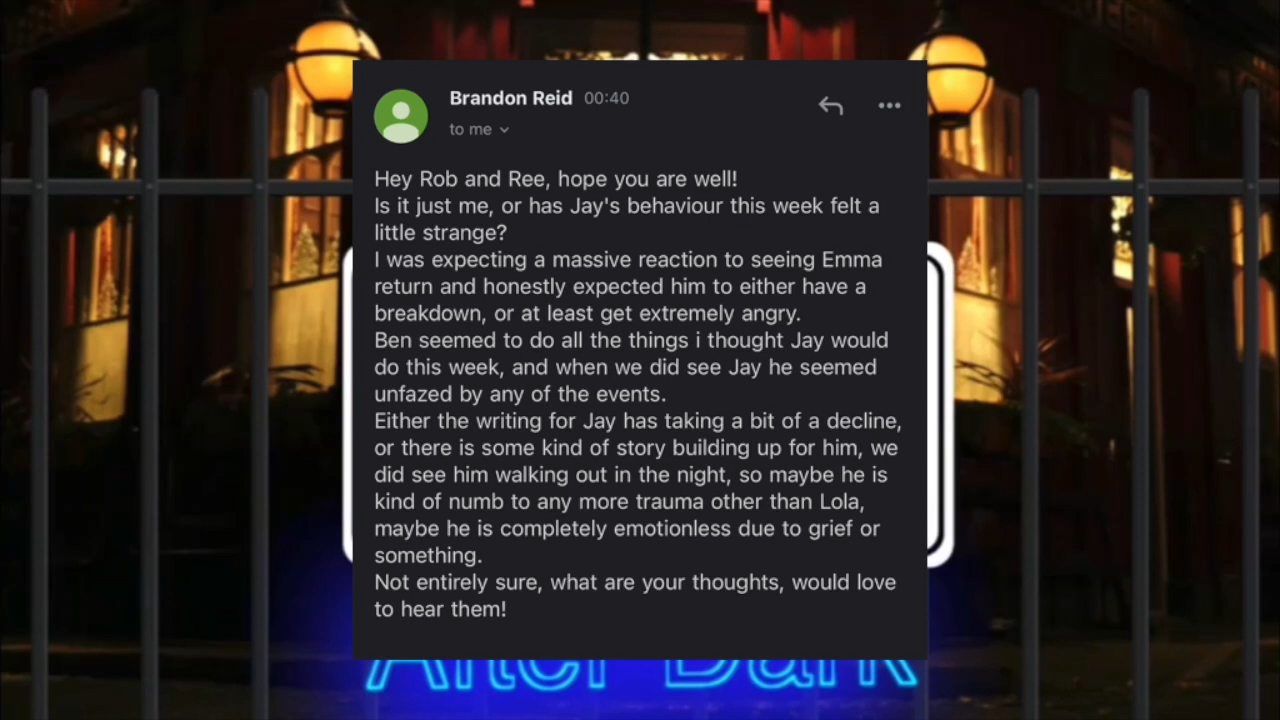 Brandon Reid 00:40
to me
Hey Rob and Ree, hope you are well!
Is it just me, or has Jay's behaviour this week felt a
little strange?
I was expecting a massive reaction to seeing Emma
return and honestly expected him to either have a
breakdown, or at least get extremely angry.
Ben seemed to do all the things i thought Jay would
do this week, and when we did see Jay he seemed
unfazed by any of the events.
Either the writing for Jay has taking a bit of a decline,
or there is some kind of story building up for him, we
did see him walking out in the night, so maybe he is
kind of numb to any more trauma other than Lola,
maybe he is completely emotionless due to grief or
something.
Not entirely sure, what are your thoughts, would love
to hear them!
After Dark